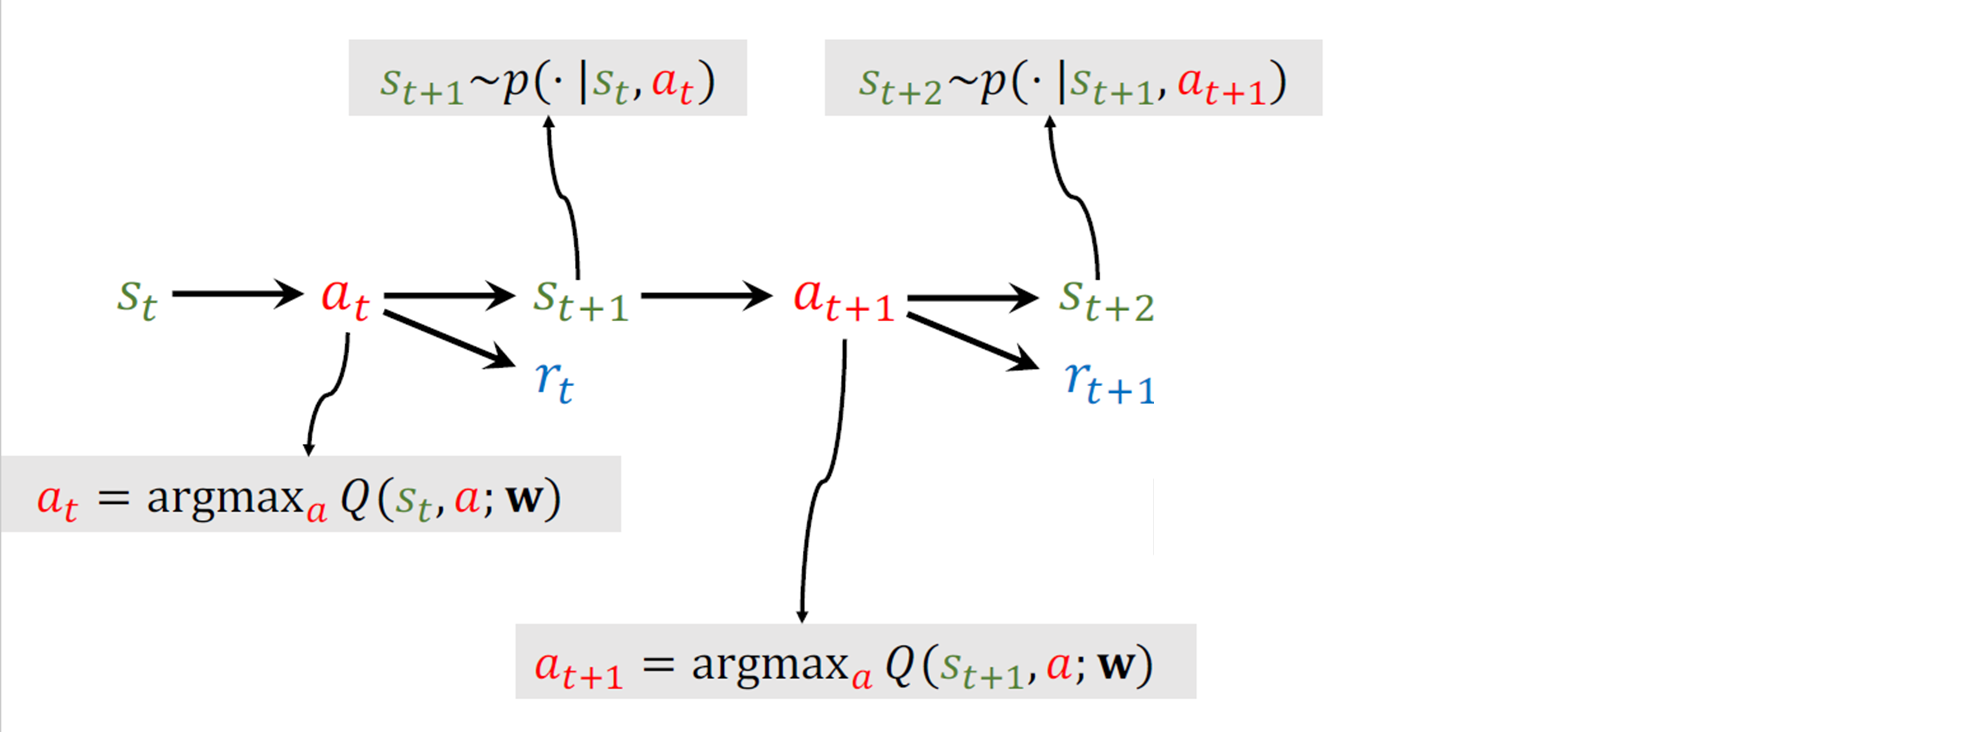 s_{t+1}~p(· |s_t, a_t)
s_{t+2}~p(· |s_{t+1}, a_{t+1})
s_t a_t s_{t+1} a_{t+1} s_{t+2}
r_t r_{t+1}
a_t = argmax_a Q(s_t, a; w)
a_{t+1} = argmax_a Q(s_{t+1}, a; w)